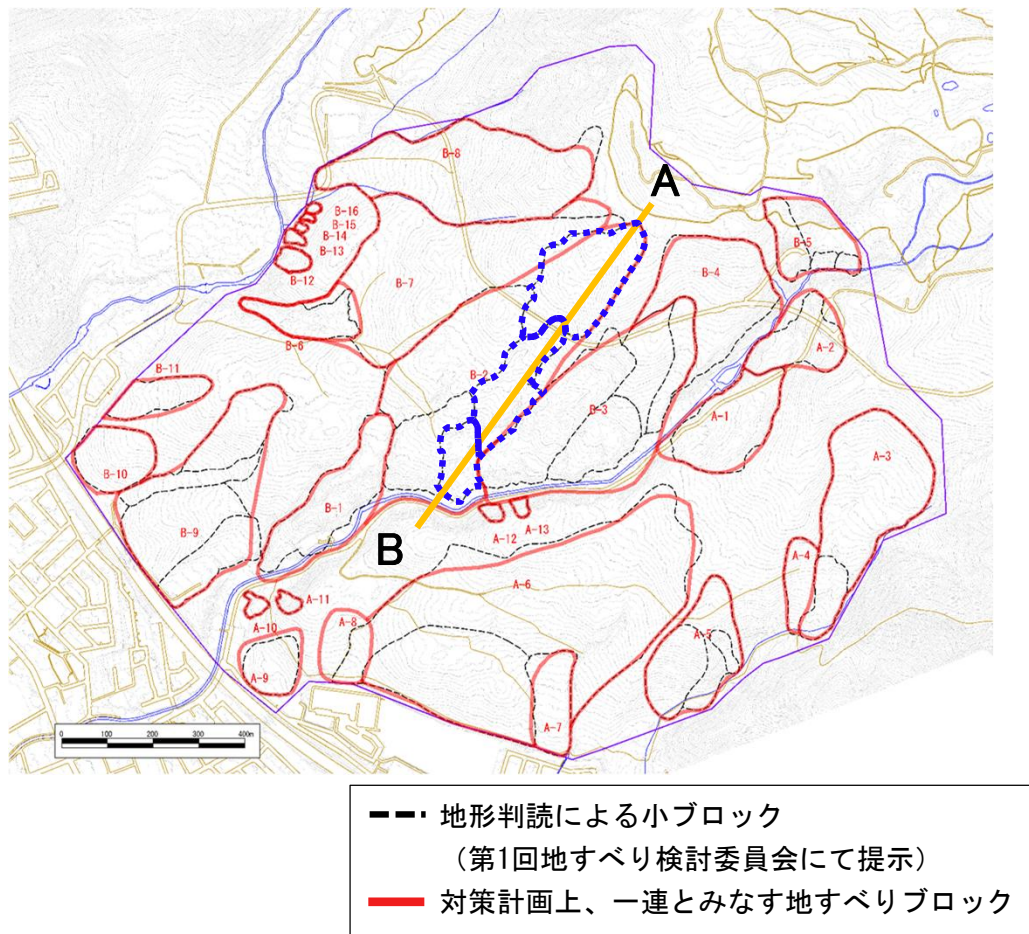 B-8
A
B-16
B-15
B-14
B-13
B-12
B-5
B-4
B-7
A-2
B-6
B-11
B-2
B-3
A-1
A-3
B-10
B-9
B-1
A-13
A-12
A-4
B
A-6
A-11
A-10
A-8
A-5
A-9
A-7
0 100 200 300 400m
地形判読による小ブロック
(第1回地すべり検討委員会にて提示)
対策計画上、一連とみなす地すべりブロック